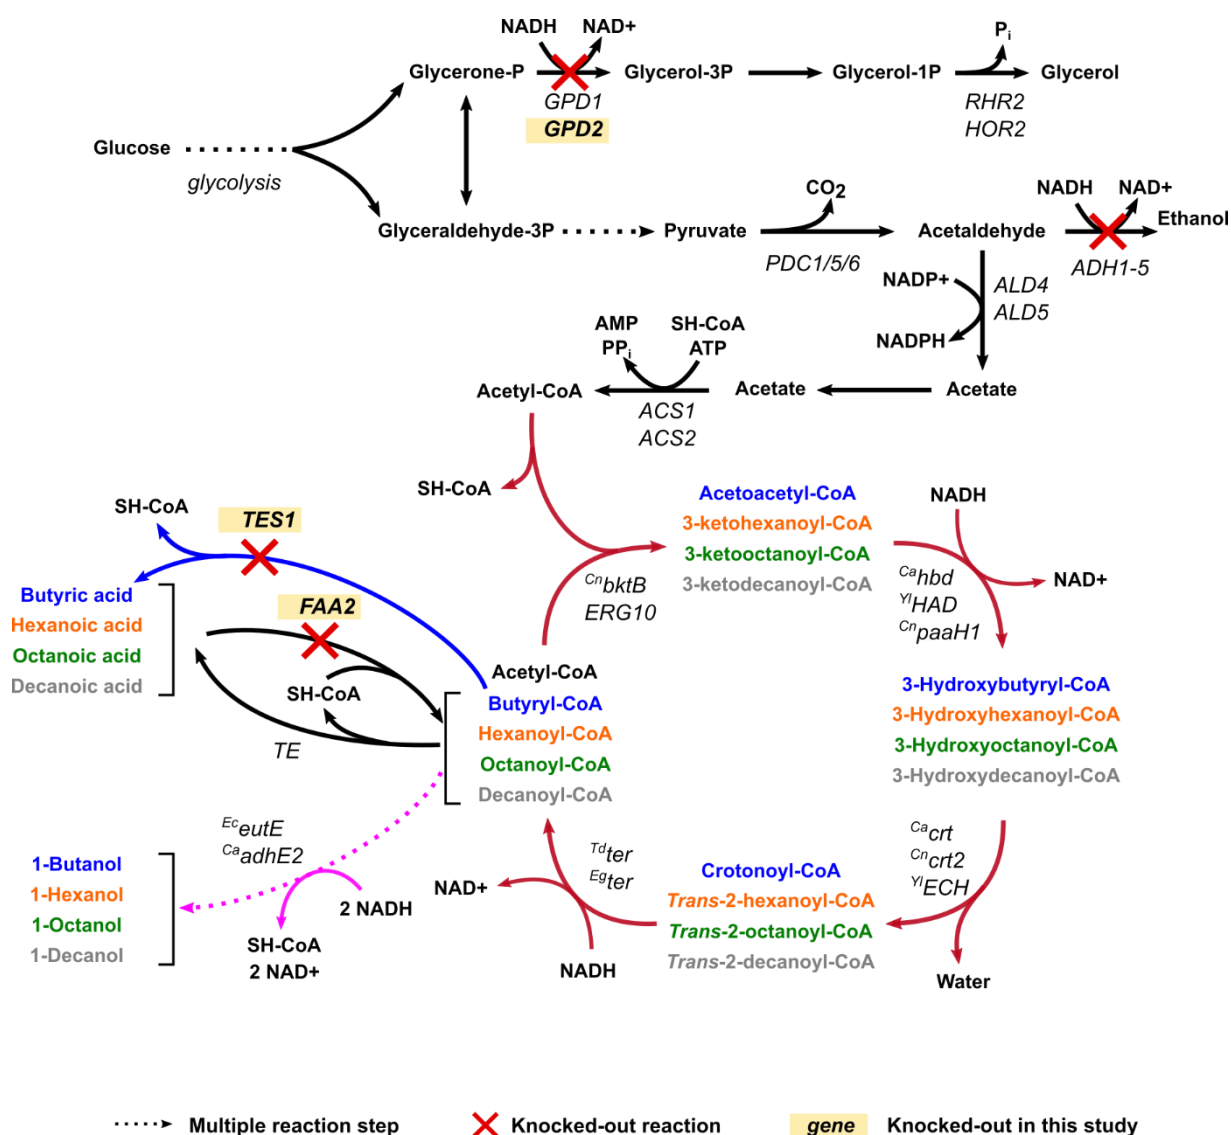 NADH NAD+
Glycerone-P
GPD1
GPD2
Glycerol-3P
Glycerol-1P
Pi
RHR2
HOR2
Glycerol
Glucose
glycolysis
Glyceraldehyde-3P
Pyruvate
CO2
PDC1/5/6
Acetaldehyde
NADH NAD+
ADH1-5
Ethanol
NADP+
NADPH
ALD4
ALD5
Acetate
Acetate
AMP
PPi
SH-CoA
ATP
ACS1
ACS2
Acetyl-CoA
SH-CoA
CnbktB
ERG10
Acetoacetyl-CoA
3-ketohexanoyl-CoA
3-ketooctanoyl-CoA
3-ketodecanoyl-CoA
NADH
NAD+
Cahbd
YlHAD
CnpaaH1
3-Hydroxybutyryl-CoA
3-Hydroxyhexanoyl-CoA
3-Hydroxyoctanoyl-CoA
3-Hydroxydecanoyl-CoA
Cacrt
Cncrt2
YlECH
Water
Crotonoyl-CoA
Trans-2-hexanoyl-CoA
Trans-2-octanoyl-CoA
Trans-2-decanoyl-CoA
Tdter
Egter
NADH
NAD+
Acetyl-CoA
Butyryl-CoA
Hexanoyl-CoA
Octanoyl-CoA
Decanoyl-CoA
SH-CoA
TES1
FAA2
SH-CoA
TE
Butyric acid
Hexanoic acid
Octanoic acid
Decanoic acid
EceutE
CaadhE2
2 NADH
SH-CoA
2 NAD+
1-Butanol
1-Hexanol
1-Octanol
1-Decanol
Multiple reaction step
Knocked-out reaction
gene Knocked-out in this study